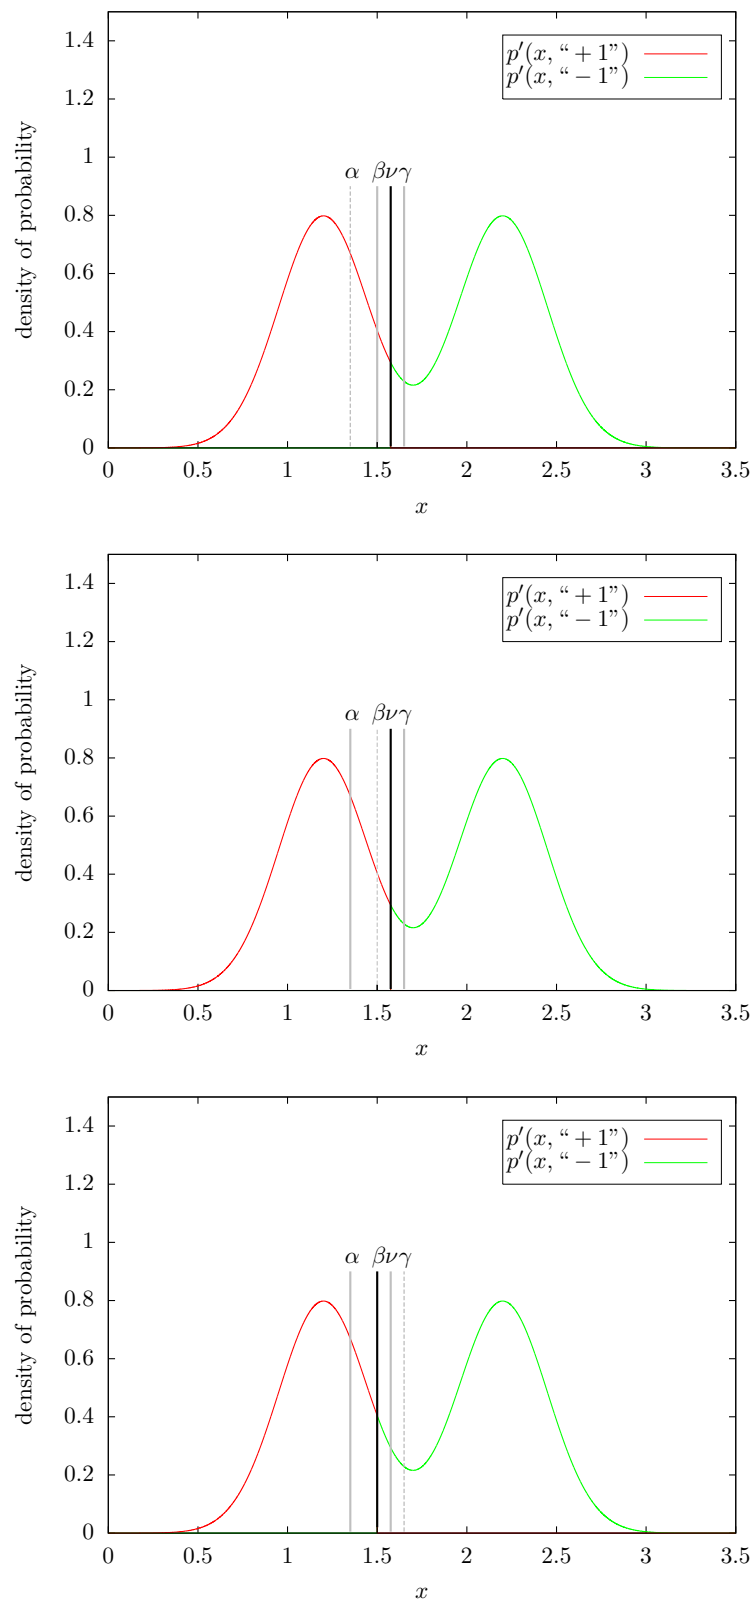 1.4
1.2
1
0.8
0.6
0.4
0.2
0
density of probability
p′(x, “ + 1”)
p′(x, “ − 1”)
α βνγ
0 0.5 1 1.5 2 2.5 3 3.5
x
1.4
1.2
1
0.8
0.6
0.4
0.2
0
density of probability
p′(x, “ + 1”)
p′(x, “ − 1”)
α βνγ
0 0.5 1 1.5 2 2.5 3 3.5
x
1.4
1.2
1
0.8
0.6
0.4
0.2
0
density of probability
p′(x, “ + 1”)
p′(x, “ − 1”)
α βνγ
0 0.5 1 1.5 2 2.5 3 3.5
x